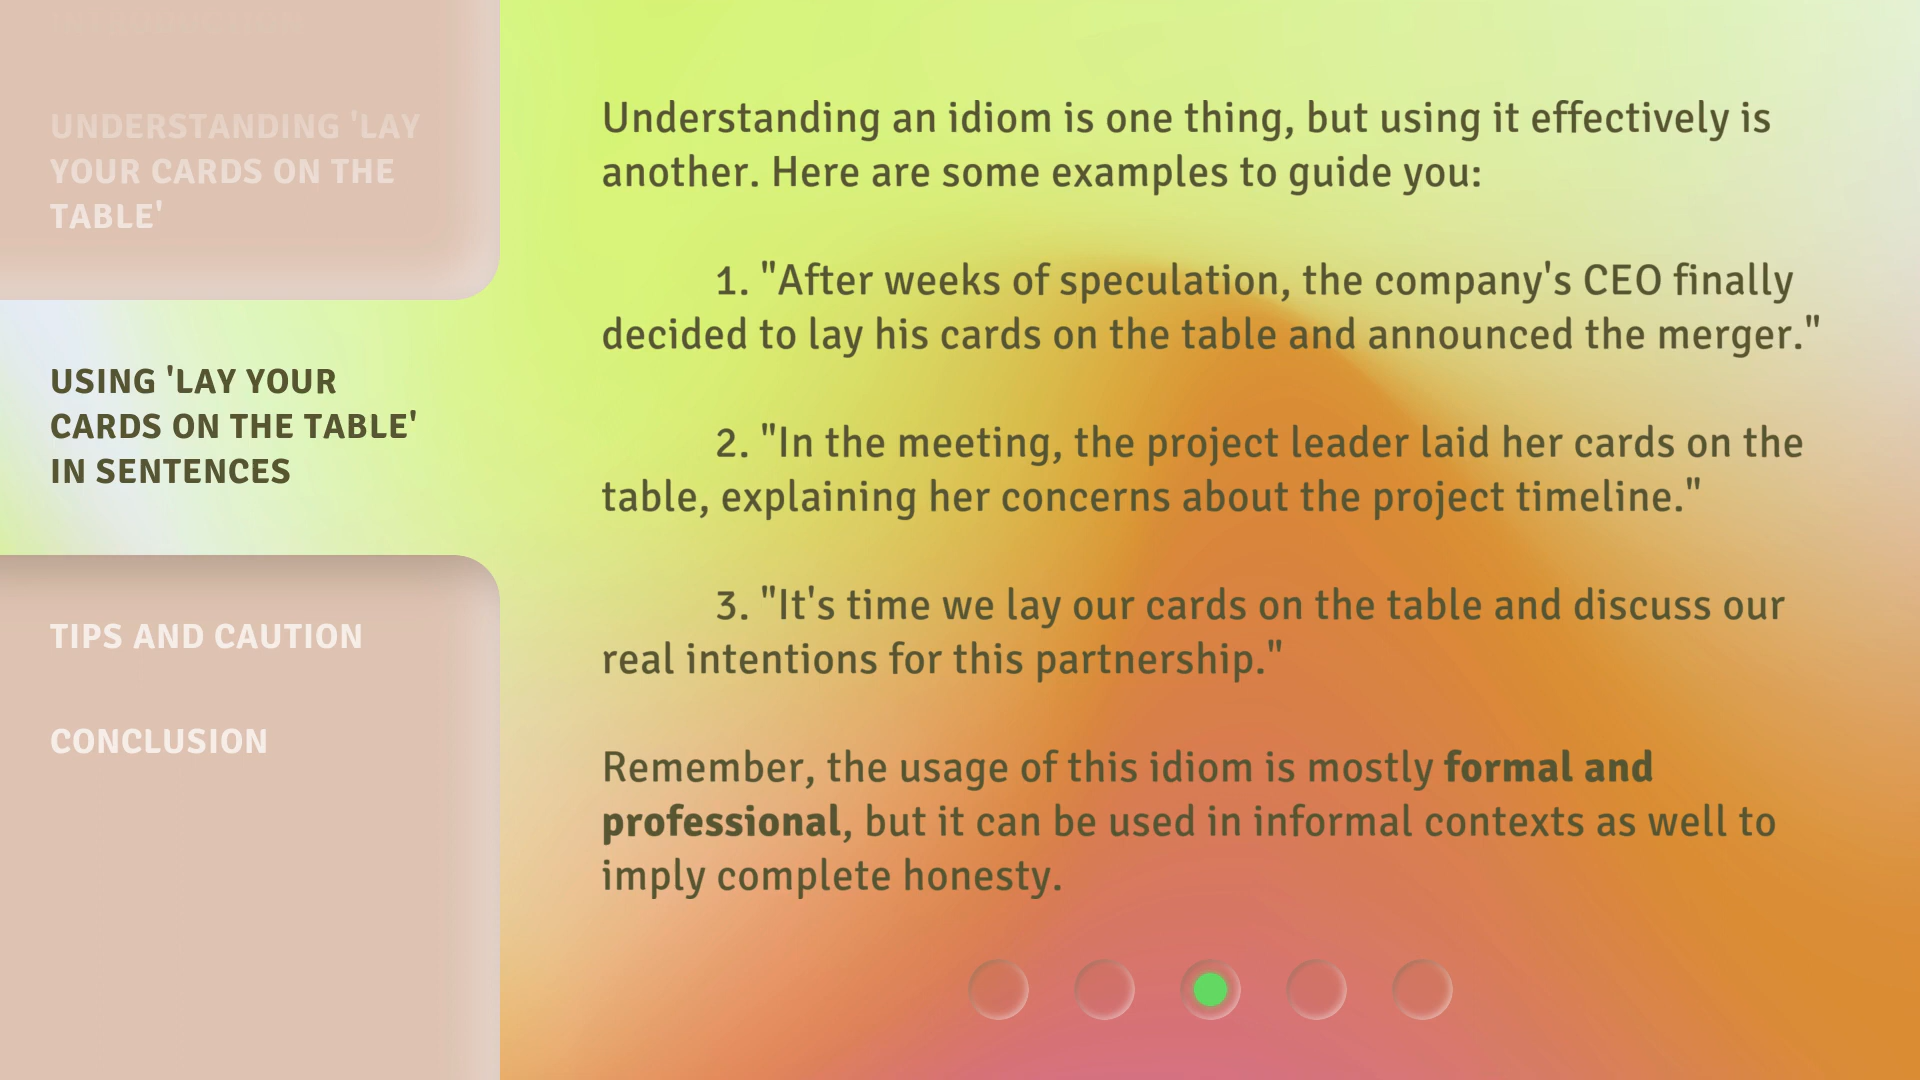 UNDERSTANDING 'LAY
YOUR CARDS ON THE
TABLE'
USING 'LAY YOUR
CARDS ON THE TABLE'
IN SENTENCES
TIPS AND CAUTION
CONCLUSION
Understanding an idiom is one thing, but using it effectively is
another. Here are some examples to guide you:
1. "After weeks of speculation, the company's CEO finally
decided to lay his cards on the table and announced the merger."
2. "In the meeting, the project leader laid her cards on the
table, explaining her concerns about the project timeline."
3. "It's time we lay our cards on the table and discuss our
real intentions for this partnership."
Remember, the usage of this idiom is mostly formal and
professional, but it can be used in informal contexts as well to
imply complete honesty.